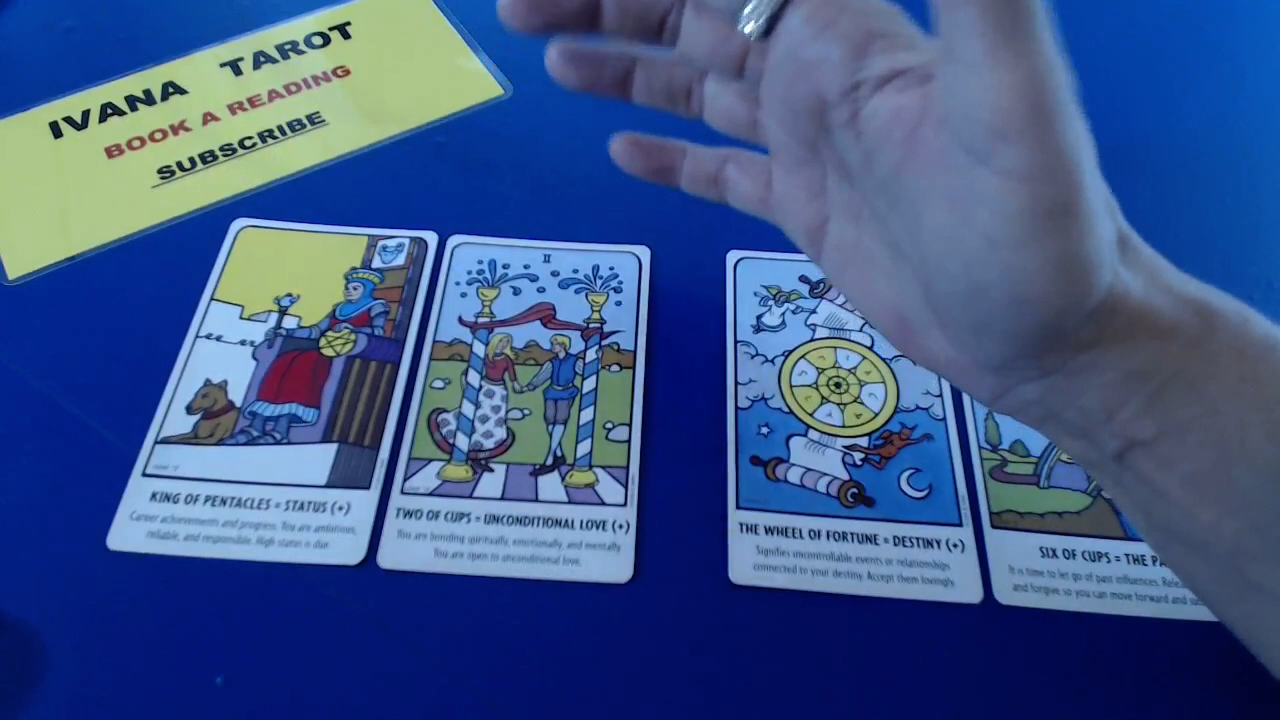 IVANA TAROT
BOOK A READING
SUBSCRIBE
KING OF PENTACLES = STATUS (+)
Career achievements and progress. You are ambitious,
reliable, and responsible. High status is due.
II
TWO OF CUPS = UNCONDITIONAL LOVE (+)
You are bonding spiritually, emotionally, and mentally
You are open to unconditional love.
THE WHEEL OF FORTUNE = DESTINY (+)
Signifies uncontrollable events or relationships
connected to your destiny. Accept them lovingly
SIX OF CUPS = THE
It is time to let go of past influences.
and forgive so you can move forward and